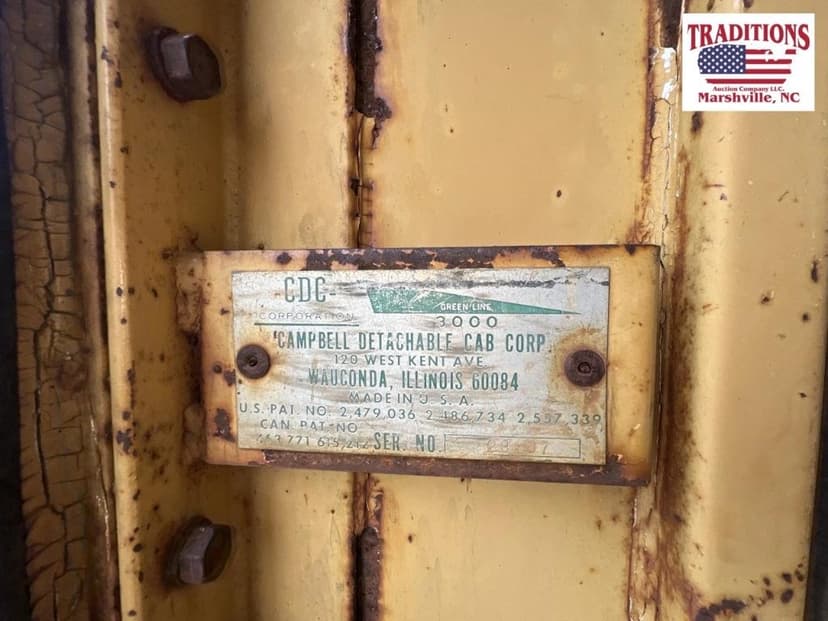 TRADITIONS
Auction Company LLC.
Marshville, NC
CDC
GREEN LINE
CORPORATION
3000
CAMPBELL DETACHABLE CAB CORP.
120 WEST KENT AVE
WAUCONDA, ILLINOIS 60084
MADE IN U.S.A.
U.S. PAT. NO. 2,479,036 2,486,734 2,557,339
CAN. PAT. NO.
615,212 SER. NO.